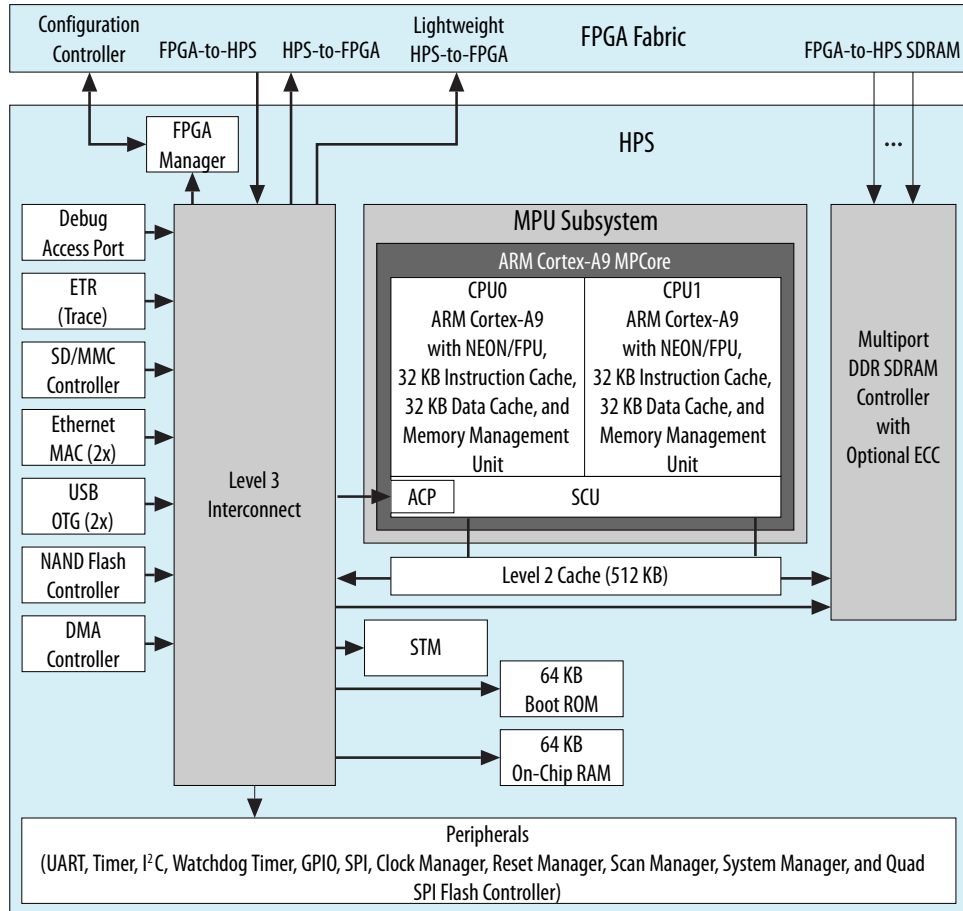 Configuration
Controller
FPGA-to-HPS
HPS-to-FPGA
Lightweight
HPS-to-FPGA
FPGA Fabric
FPGA-to-HPS SDRAM
FPGA
Manager
HPS
...
Debug
Access Port
ETR
(Trace)
SD/MMC
Controller
Ethernet
MAC (2x)
USB
OTG (2x)
NAND Flash
Controller
DMA
Controller
Level 3
Interconnect
MPU Subsystem
ARM Cortex-A9 MPCore
CPU0
ARM Cortex-A9
with NEON/FPU,
32 KB Instruction Cache,
32 KB Data Cache, and
Memory Management
Unit
CPU1
ARM Cortex-A9
with NEON/FPU,
32 KB Instruction Cache,
32 KB Data Cache, and
Memory Management
Unit
ACP
SCU
Level 2 Cache (512 KB)
Multiport
DDR SDRAM
Controller
with
Optional ECC
STM
64 KB
Boot ROM
64 KB
On-Chip RAM
Peripherals
(UART, Timer, I²C, Watchdog Timer, GPIO, SPI, Clock Manager, Reset Manager, Scan Manager, System Manager, and Quad
SPI Flash Controller)